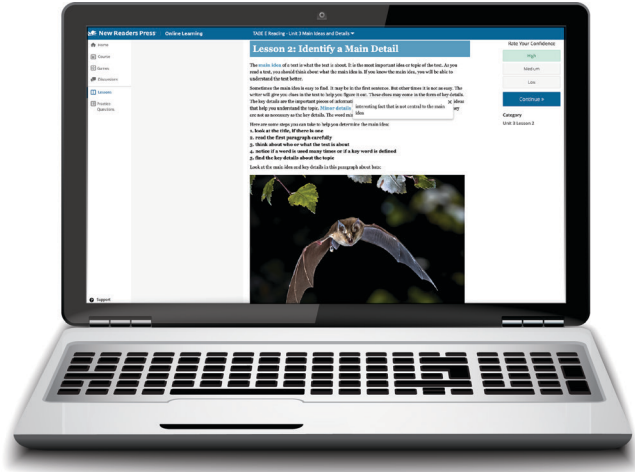 New Readers Press Online Learning TABE E Reading - Unit 3 Main Ideas and Details
Home
Course
Games
Discussions
Lessons
Practice
Questions
Support
Lesson 2: Identify a Main Detail
The main idea of a text is what the text is about. It is the most important idea or topic of the text. As you
read a text, you should think about what the main idea is. If you know the main idea, you will be able to
understand the text better.
Sometimes the main idea is easy to find. It may be in the first sentence. But other times it is not so easy. The
writer will give you clues in the text to help you figure it out. These clues may come in the form of key details.
The key details are the important pieces of ideas
that help you understand the topic. Minor details
are not as necessary as the key details. The word
interesting fact that is not central to the main
idea
Here are some steps you can take to help you determine the main idea:
1. look at the title, if there is one
2. read the first paragraph carefully
3. think about who or what the text is about
4. notice if a word is used many times or if a key word is defined
5. find the key details about the topic
Look at the main idea and key details in this paragraph about bats.
Rate Your Confidence
High
Medium
Low
Continue >
Category
Unit 3 Lesson 2